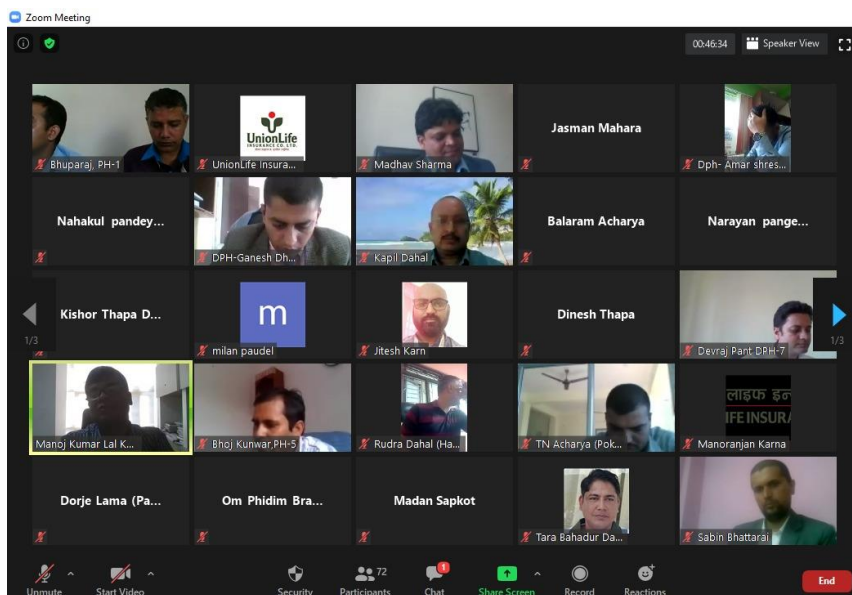 Zoom Meeting
00:46:34
Speaker View
Bhuparaj, PH-1
UnionLife
INSURANCE CO. LTD.
UnionLife Insura...
Madhav Sharma
Jasman Mahara
Dph- Amar shres...
Nahakul pandey...
DPH-Ganesh Dh...
Kapil Dahal
Balaram Acharya
Narayan pange...
Kishor Thapa D...
m
milan paudel
Jitesh Karn
Dinesh Thapa
Devraj Pant DPH-7
1/3
1/3
Manoj Kumar Lal K...
Bhoj Kunwar,PH-5
Rudra Dahal (Ha...
TN Acharya (Pok...
लाइफ इन्
IFE INSURA
Manoranjan Karna
Dorje Lama (Pa...
Om Phidim Bra...
Madan Sapkot
Tara Bahadur Da...
Sabin Bhattarai
Unmute
Start Video
Security
72
Participants
1
Chat
Share Screen
Record
Reactions
End